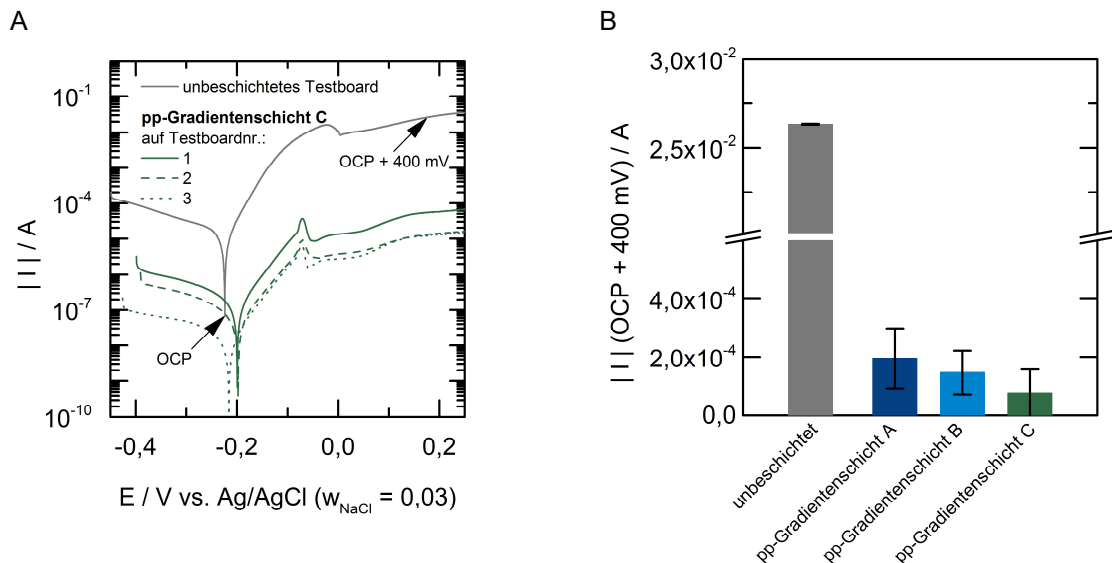 A
| I | / A
10⁻¹
10⁻⁴
10⁻⁷
10⁻¹⁰
unbeschichtetes Testboard
pp-Gradientenschicht C
auf Testboardnr.:
1
2
3
OCP + 400 mV
OCP
-0,4
-0,2
0,0
0,2
E / V vs. Ag/AgCl (w_NaCl = 0,03)
B
| I | (OCP + 400 mV) / A
3,0x10⁻²
2,5x10⁻²
4,0x10⁻⁴
2,0x10⁻⁴
0,0
unbeschichtet
pp-Gradientenschicht A
pp-Gradientenschicht B
pp-Gradientenschicht C